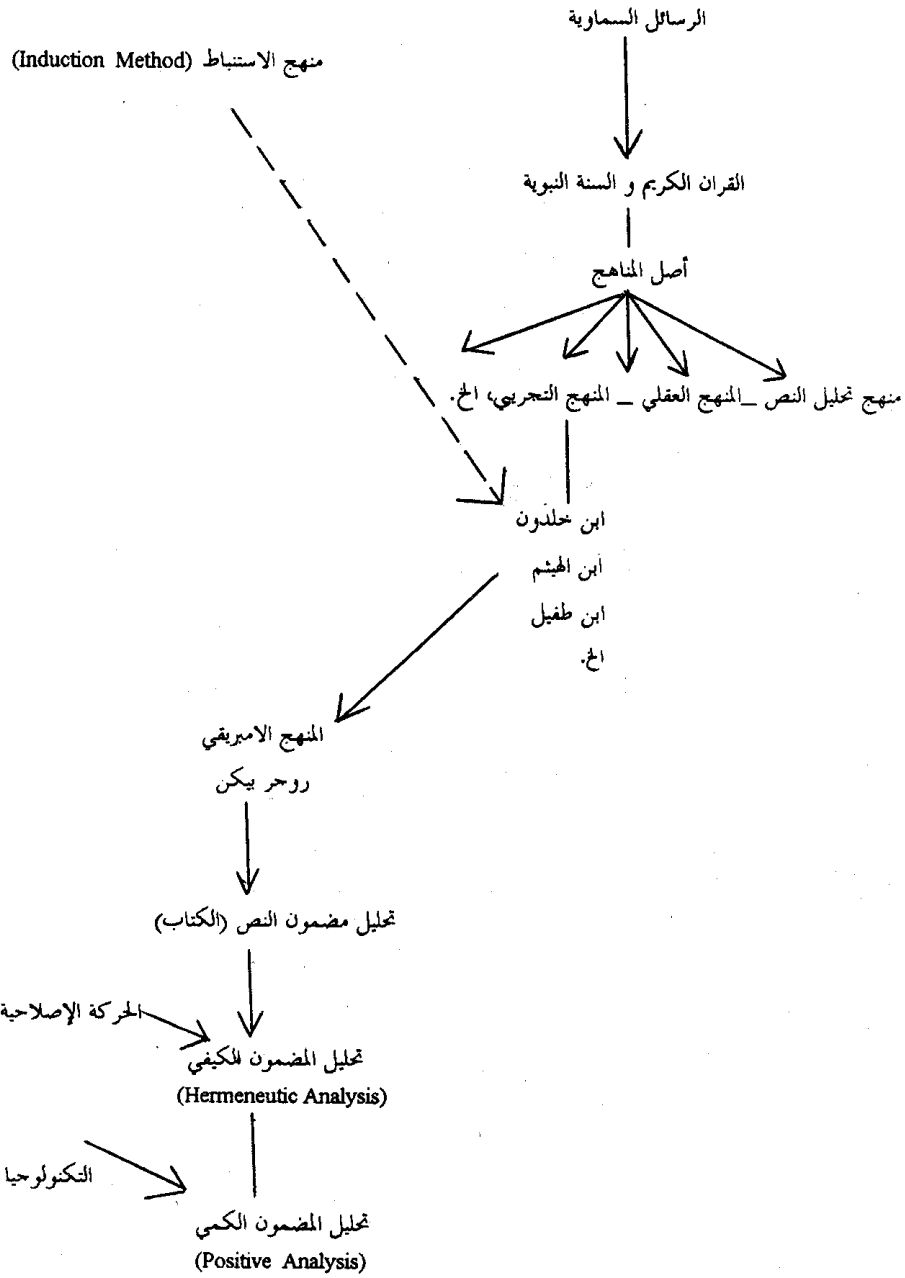 الرسائل السماوية
منهج الاستنباط (Induction Method)
القران الكريم و السنة النبوية
أصل المناهج
منهج تحليل النص _ المنهج العقلي _ المنهج التجريبي، الخ.
ابن خلدون
ابن الهيثم
ابن طفيل
الخ.
المنهج الامبريقي
روجر بيكن
تحليل مضمون النص (الكتاب)
الحركة الإصلاحية
تحليل المضمون الكيفي
(Hermeneutic Analysis)
التكنولوجيا
تحليل المضمون الكمي
(Positive Analysis)